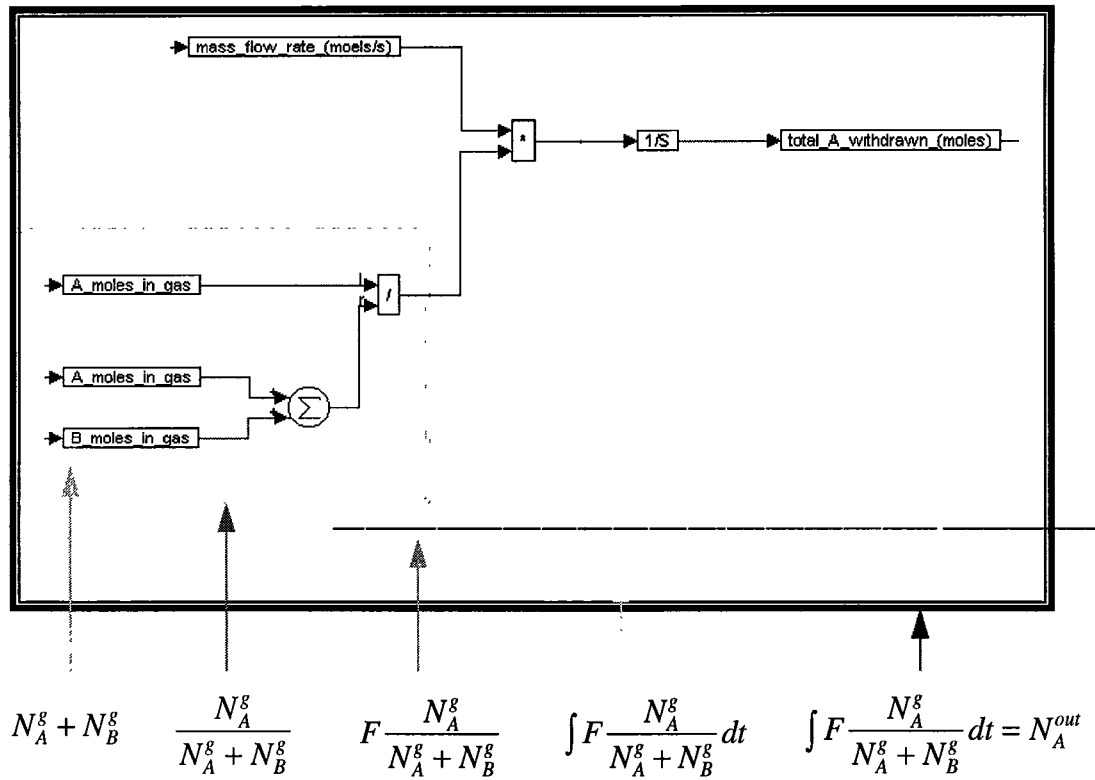 mass_flow_rate_(moels/s)
*
1/S
total_A_withdrawn_(moles)
A_moles_in_gas
/
A_moles_in_gas
+
Σ
+
B_moles_in_gas
N_A^g + N_B^g
N_A^g / (N_A^g + N_B^g)
F N_A^g / (N_A^g + N_B^g)
∫ F N_A^g / (N_A^g + N_B^g) dt
∫ F N_A^g / (N_A^g + N_B^g) dt = N_A^out